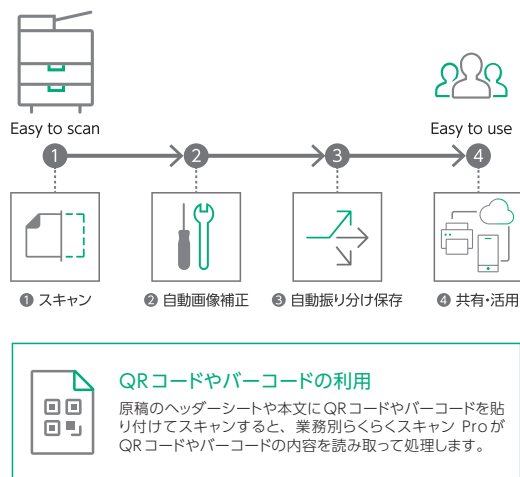 Easy to scan
Easy to use
1 2 3 4
❶ スキャン
❷ 自動画像補正
❸ 自動振り分け保存
❹ 共有・活用
QRコードやバーコードの利用
原稿のヘッダーシートや本文にQRコードやバーコードを貼
り付けてスキャンすると、業務別らくらくスキャン Proが
QRコードやバーコードの内容を読み取って処理します。